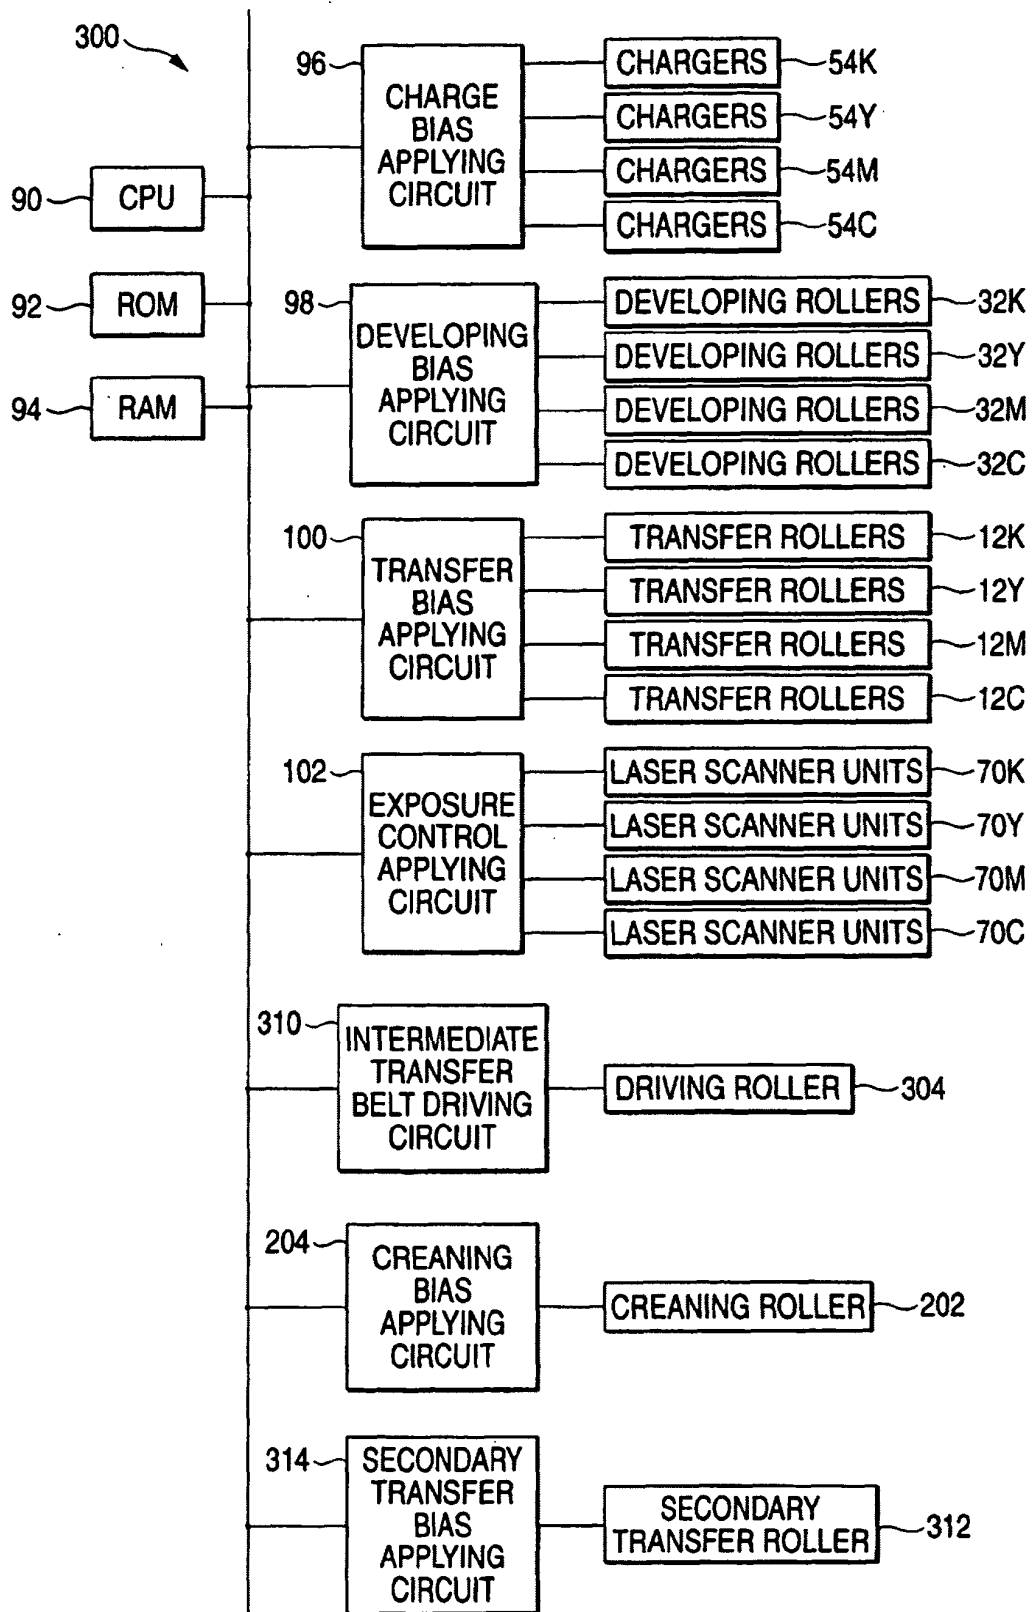 300
90
CPU
92
ROM
94
RAM
96
CHARGE
BIAS
APPLYING
CIRCUIT
CHARGERS
54K
CHARGERS
54Y
CHARGERS
54M
CHARGERS
54C
98
DEVELOPING
BIAS
APPLYING
CIRCUIT
DEVELOPING ROLLERS
32K
DEVELOPING ROLLERS
32Y
DEVELOPING ROLLERS
32M
DEVELOPING ROLLERS
32C
100
TRANSFER
BIAS
APPLYING
CIRCUIT
TRANSFER ROLLERS
12K
TRANSFER ROLLERS
12Y
TRANSFER ROLLERS
12M
TRANSFER ROLLERS
12C
102
EXPOSURE
CONTROL
APPLYING
CIRCUIT
LASER SCANNER UNITS
70K
LASER SCANNER UNITS
70Y
LASER SCANNER UNITS
70M
LASER SCANNER UNITS
70C
310
INTERMEDIATE
TRANSFER
BELT DRIVING
CIRCUIT
DRIVING ROLLER
304
204
CREANING
BIAS
APPLYING
CIRCUIT
CREANING ROLLER
202
314
SECONDARY
TRANSFER
BIAS
APPLYING
CIRCUIT
SECONDARY
TRANSFER ROLLER
312